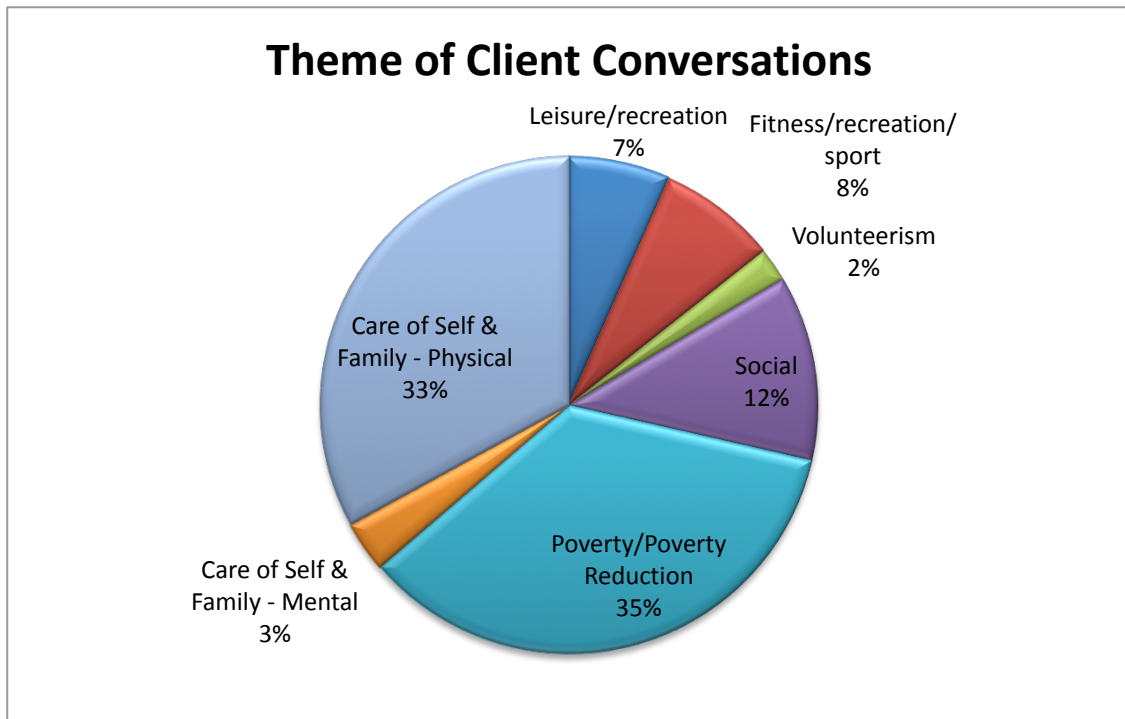 Theme of Client Conversations
Leisure/recreation
7%
Fitness/recreation/
sport
8%
Volunteerism
2%
Social
12%
Poverty/Poverty
Reduction
35%
Care of Self &
Family - Mental
3%
Care of Self &
Family - Physical
33%